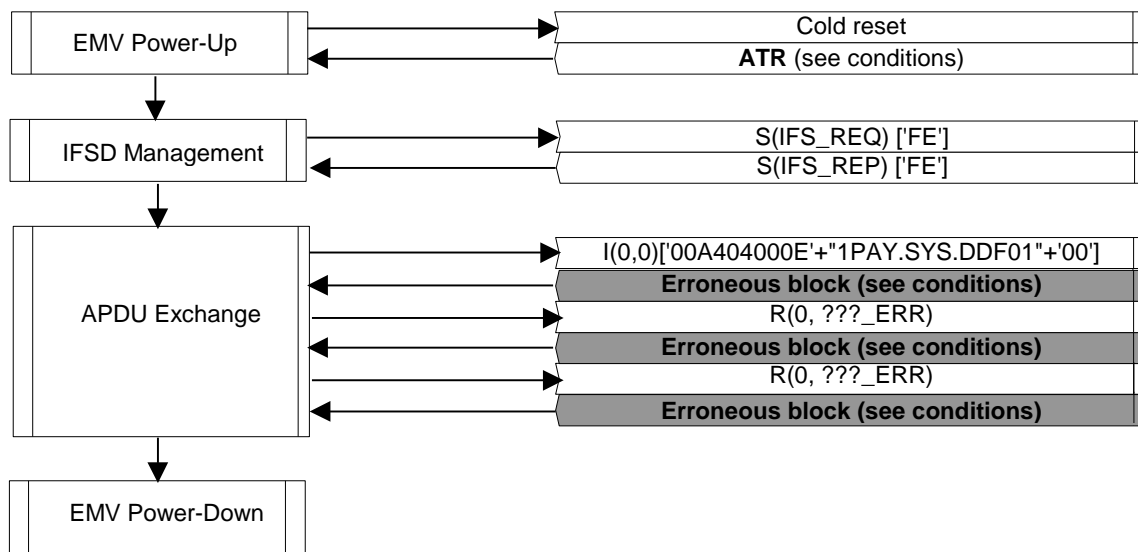 EMV Power-Up
Cold reset
ATR (see conditions)
IFSD Management
S(IFS_REQ) ['FE']
S(IFS_REP) ['FE']
APDU Exchange
I(0,0)['00A404000E'+"1PAY.SYS.DDF01"+'00']
Erroneous block (see conditions)
R(0, ???_ERR)
Erroneous block (see conditions)
R(0, ???_ERR)
Erroneous block (see conditions)
EMV Power-Down